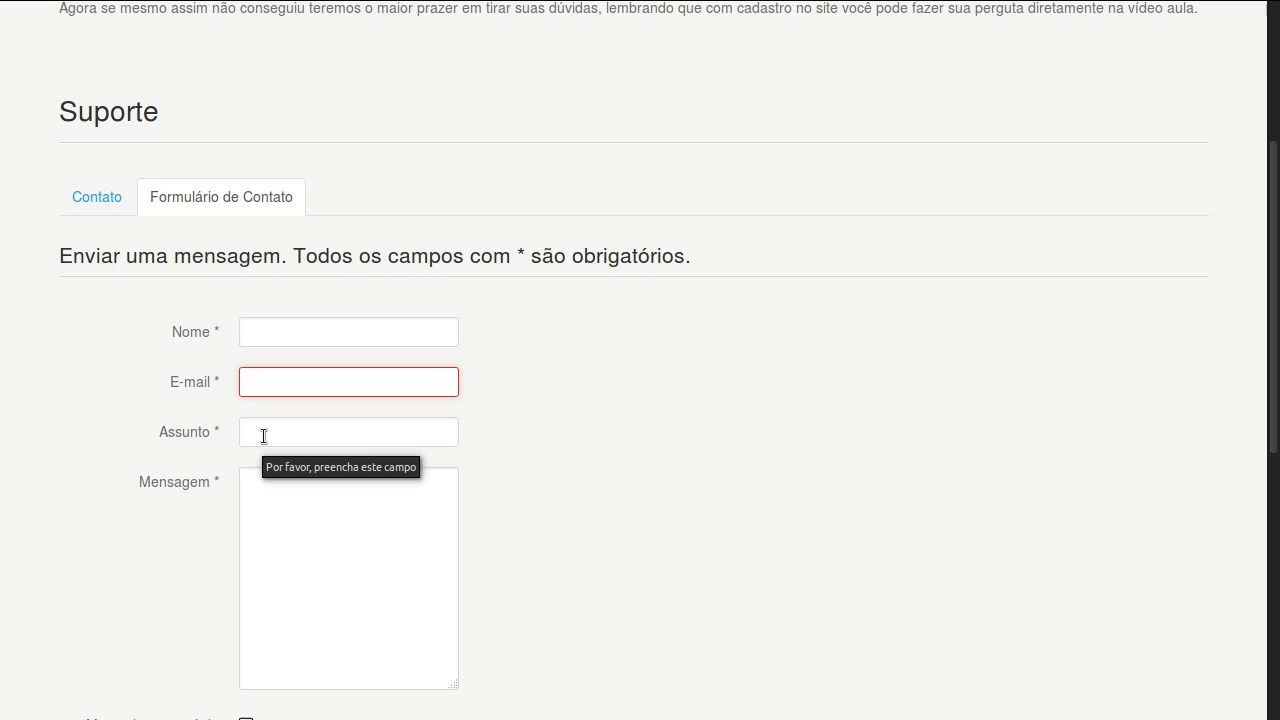 Agora se mesmo assim não conseguiu teremos o maior prazer em tirar suas dúvidas, lembrando que com cadastro no site você pode fazer sua perguta diretamente na vídeo aula.
Suporte
Contato
Formulário de Contato
Enviar uma mensagem. Todos os campos com * são obrigatórios.
Nome *
E-mail *
Assunto *
Por favor, preencha este campo
Mensagem *